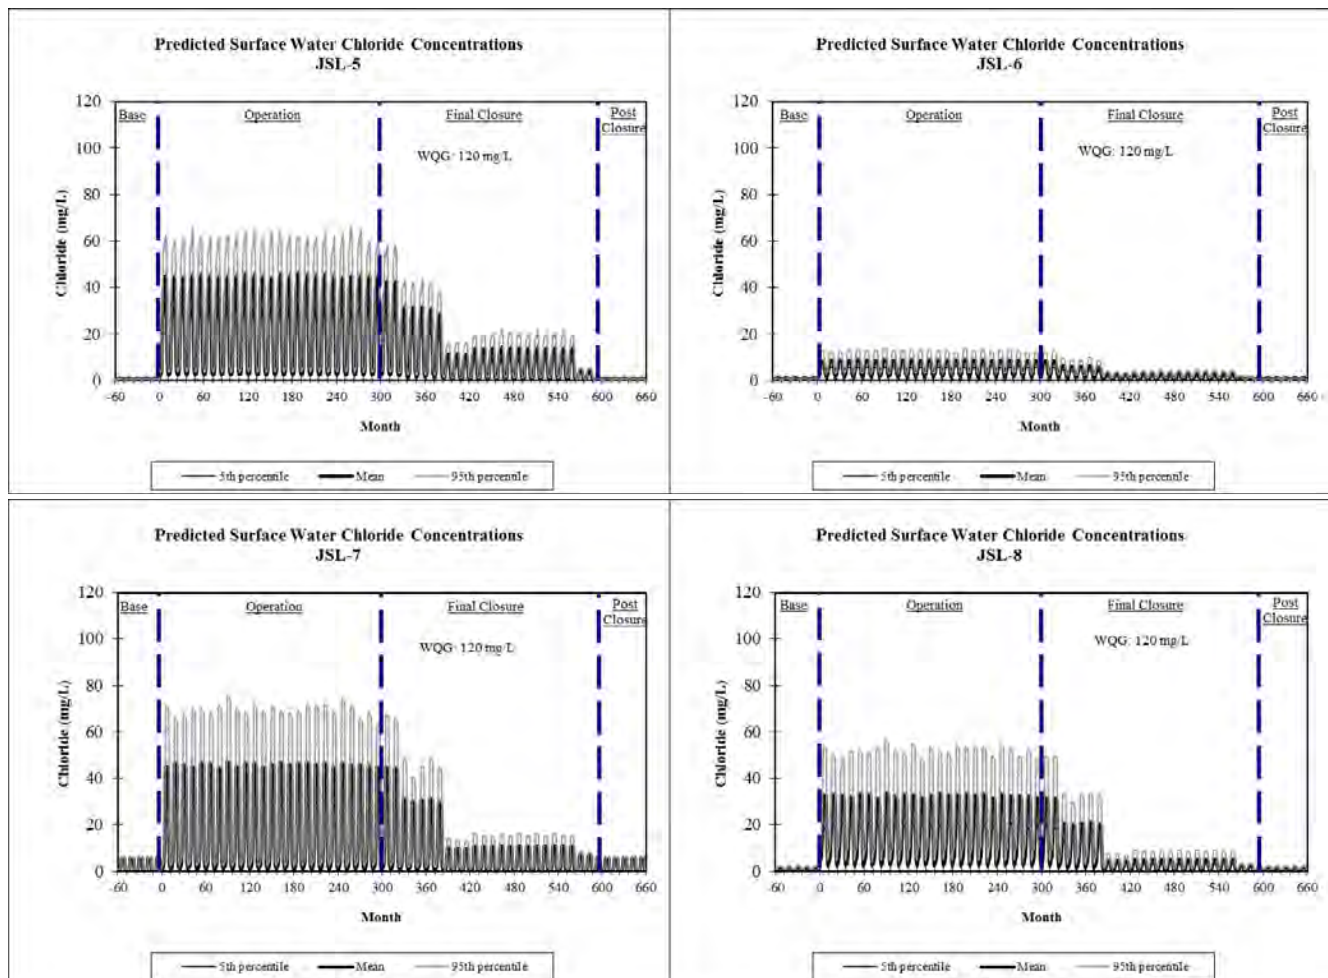 Predicted Surface Water Chloride Concentrations
JSL-5
120
100
80
60
40
20
0
Chloride (mg/L)
Base
Operation
Final Closure
Post
Closure
WQG: 120 mg/L
-60 0 60 120 180 240 300 360 420 480 540 600 660
Month
5th percentile Mean 95th percentile
Predicted Surface Water Chloride Concentrations
JSL-6
120
100
80
60
40
20
0
Chloride (mg/L)
Base
Operation
Final Closure
Post
Closure
WQG: 120 mg/L
-60 0 60 120 180 240 300 360 420 480 540 600 660
Month
5th percentile Mean 95th percentile
Predicted Surface Water Chloride Concentrations
JSL-7
120
100
80
60
40
20
0
Chloride (mg/L)
Base
Operation
Final Closure
Post
Closure
WQG: 120 mg/L
-60 0 60 120 180 240 300 360 420 480 540 600 660
Month
5th percentile Mean 95th percentile
Predicted Surface Water Chloride Concentrations
JSL-8
120
100
80
60
40
20
0
Chloride (mg/L)
Base
Operation
Final Closure
Post
Closure
WQG: 120 mg/L
-60 0 60 120 180 240 300 360 420 480 540 600 660
Month
5th percentile Mean 95th percentile